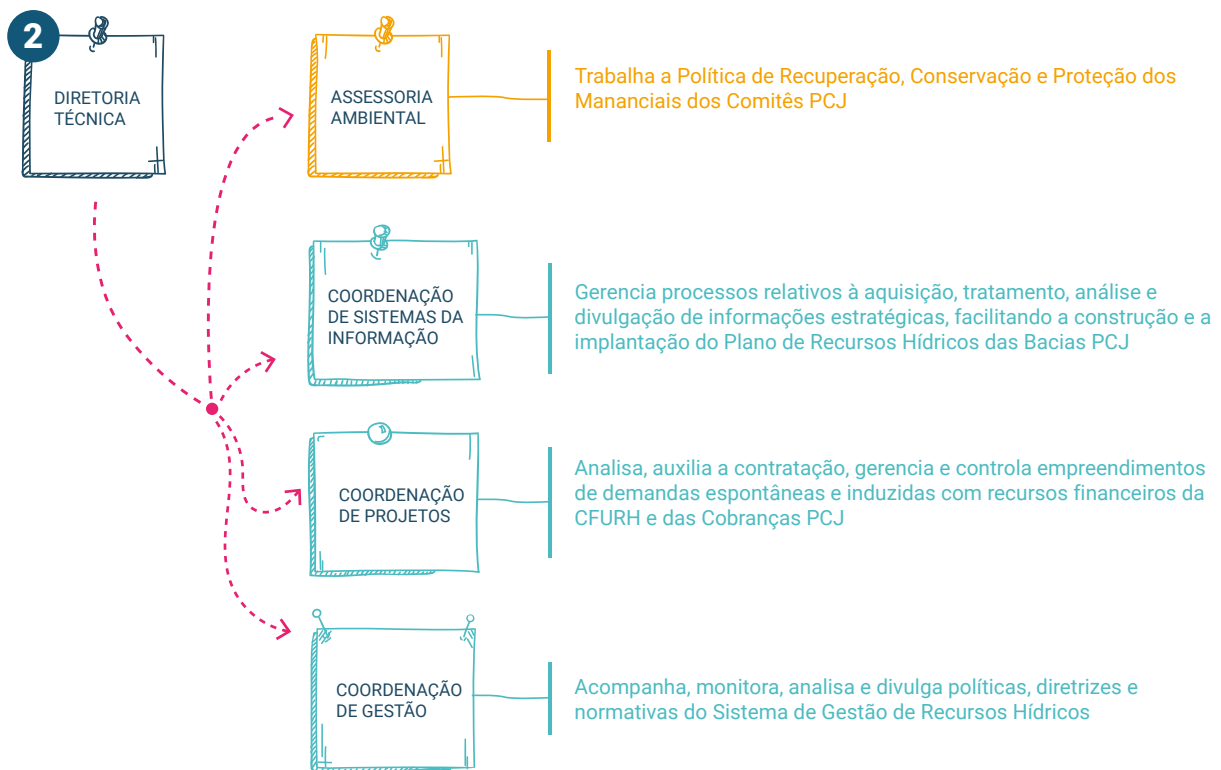 2
DIRETORIA
TÉCNICA
ASSESSORIA
AMBIENTAL
Trabalha a Política de Recuperação, Conservação e Proteção dos
Mananciais dos Comitês PCJ
COORDENAÇÃO
DE SISTEMAS DA
INFORMAÇÃO
Gerencia processos relativos à aquisição, tratamento, análise e
divulgação de informações estratégicas, facilitando a construção e a
implantação do Plano de Recursos Hídricos das Bacias PCJ
COORDENAÇÃO
DE PROJETOS
Analisa, auxilia a contratação, gerencia e controla empreendimentos
de demandas espontâneas e induzidas com recursos financeiros da
CFURH e das Cobranças PCJ
COORDENAÇÃO
DE GESTÃO
Acompanha, monitora, analisa e divulga políticas, diretrizes e
normativas do Sistema de Gestão de Recursos Hídricos